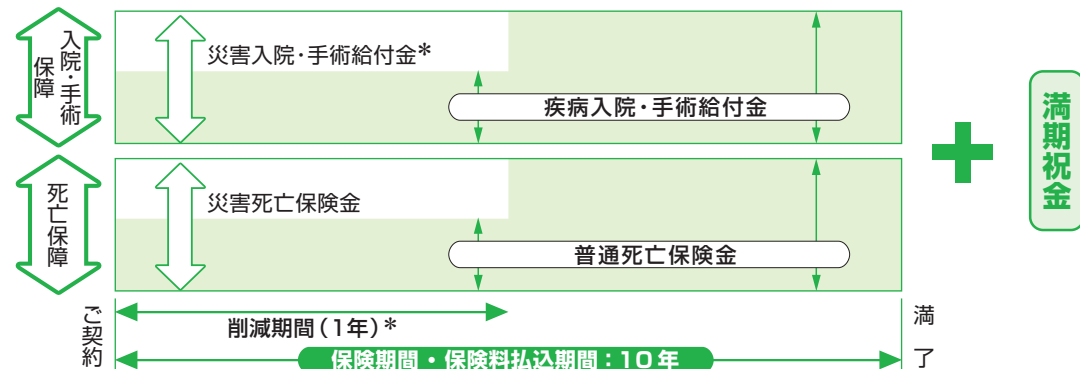 入院・手術
保障
災害入院・手術給付金*
疾病入院・手術給付金
死亡保障
災害死亡保険金
普通死亡保険金
満期祝金
ご契約
削減期間(1年)*
保険期間・保険料払込期間:10年
満了